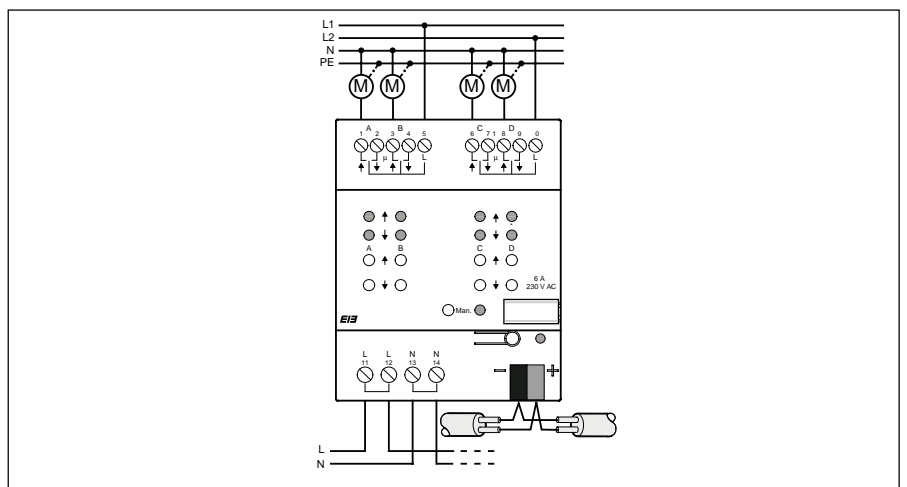 L1
L2
N
PE
M M M M
A B C D
1 2 3 4 5 6 7 1 8 9 0
µ L µ L
A B C D
6 A
230 V AC
Man.
EIB
L L N N
11 12 13 14
− +
L
N